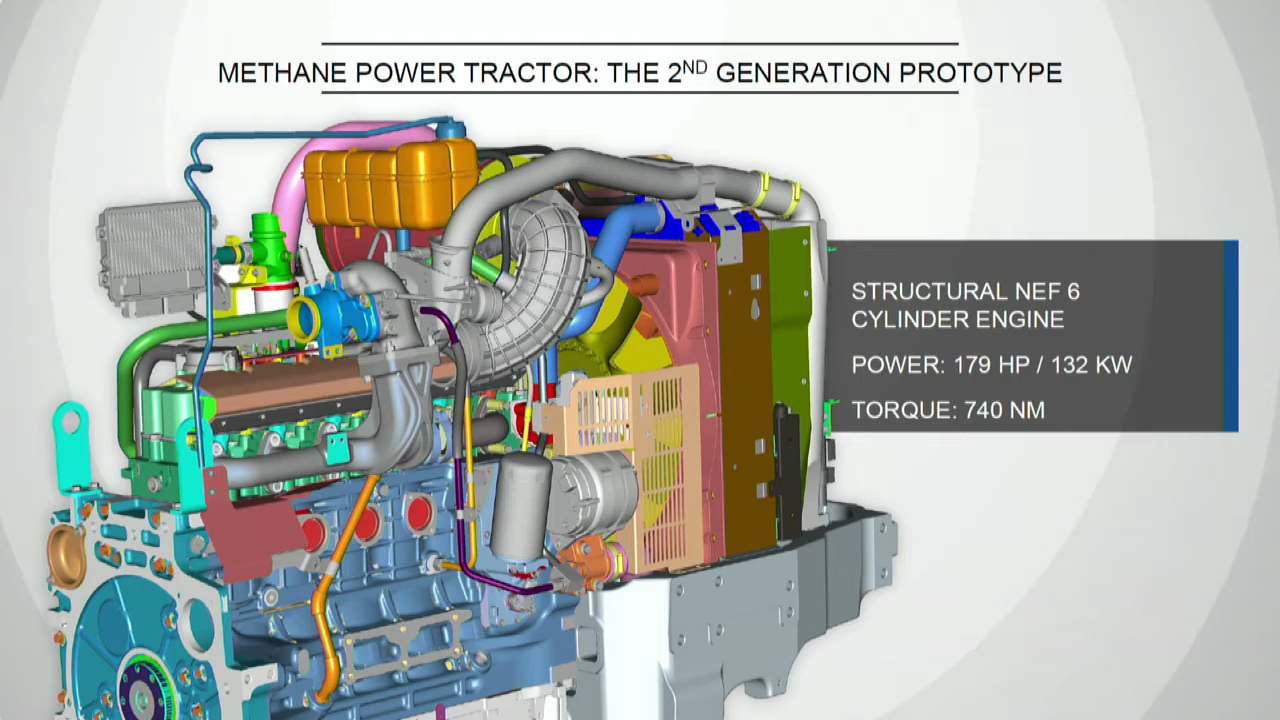 METHANE POWER TRACTOR: THE 2ND GENERATION PROTOTYPE
STRUCTURAL NEF 6
CYLINDER ENGINE
POWER: 179 HP / 132 KW
TORQUE: 740 NM